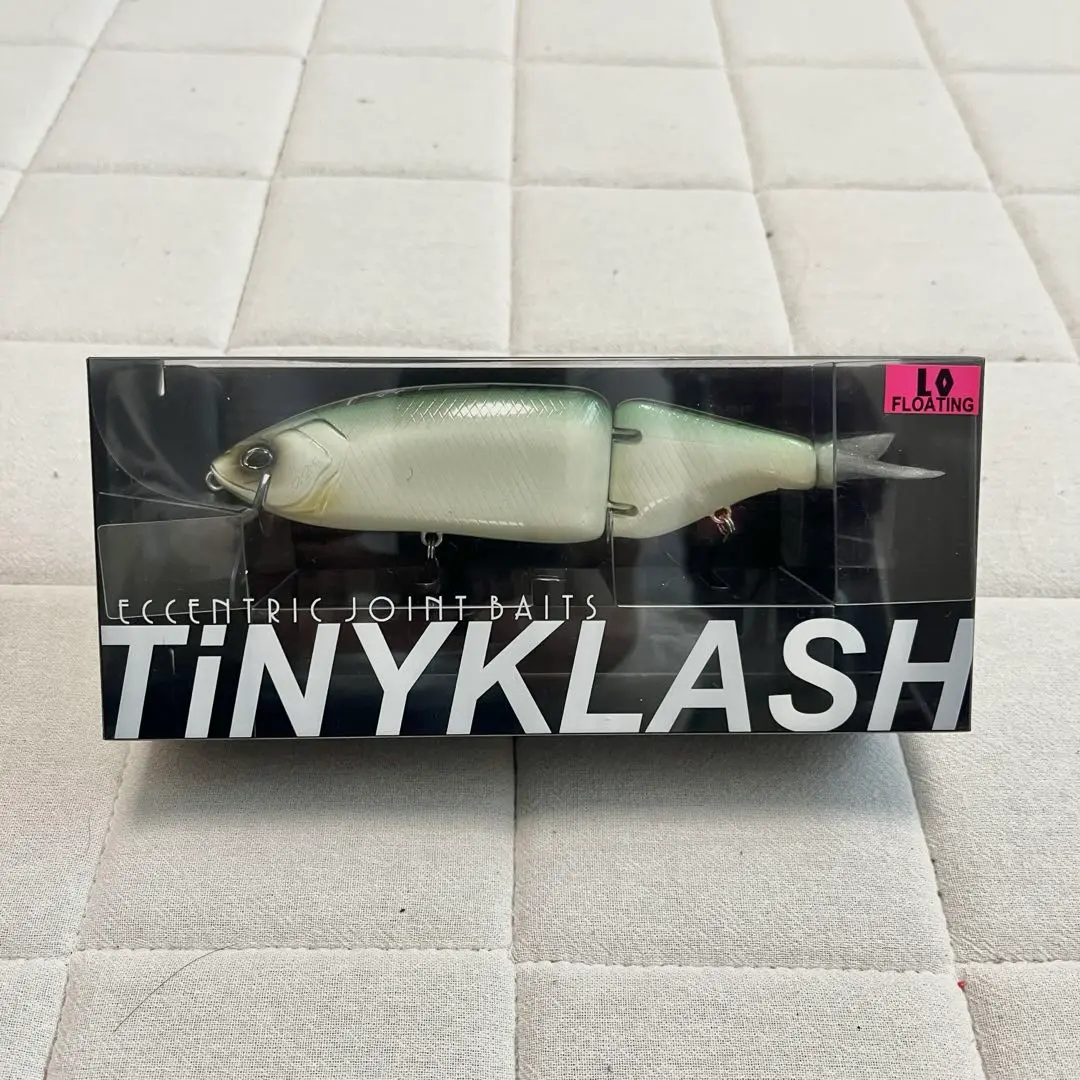 LO
FLOATING
ECCENTRIC JOINT BAITS
TiNYKLASH